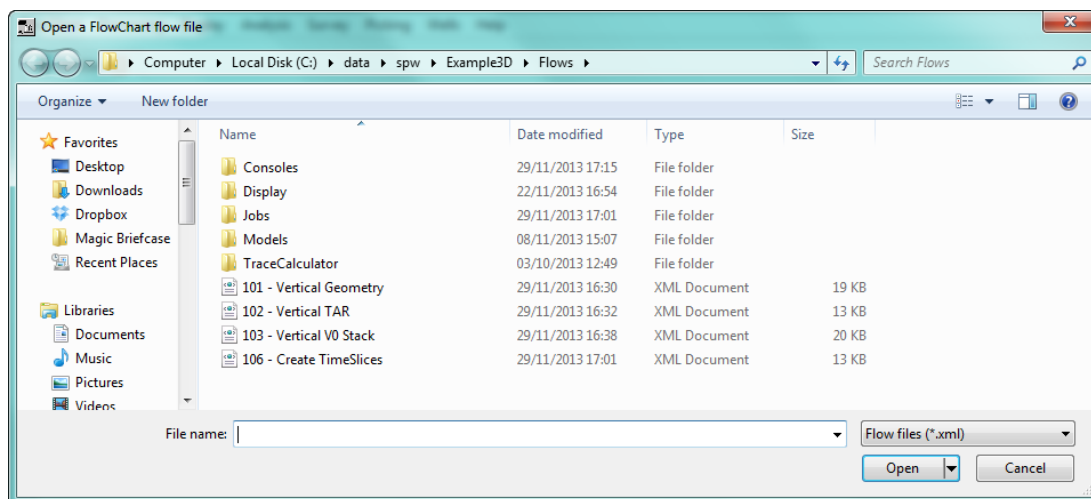 Open a FlowChart flow file
Analysis Survey Picking Wells Help
Computer Local Disk (C:) data spw Example3D Flows
Search Flows
Organize New folder
Favorites
Desktop
Downloads
Dropbox
Magic Briefcase
Recent Places
Libraries
Documents
Music
Pictures
Videos
Name Date modified Type Size
Consoles 29/11/2013 17:15 File folder
Display 22/11/2013 16:54 File folder
Jobs 29/11/2013 17:01 File folder
Models 08/11/2013 15:07 File folder
TraceCalculator 03/10/2013 12:49 File folder
101 - Vertical Geometry 29/11/2013 16:30 XML Document 19 KB
102 - Vertical TAR 29/11/2013 16:32 XML Document 13 KB
103 - Vertical V0 Stack 29/11/2013 16:38 XML Document 20 KB
106 - Create TimeSlices 29/11/2013 17:01 XML Document 13 KB
File name:
Flow files (*.xml)
Open Cancel